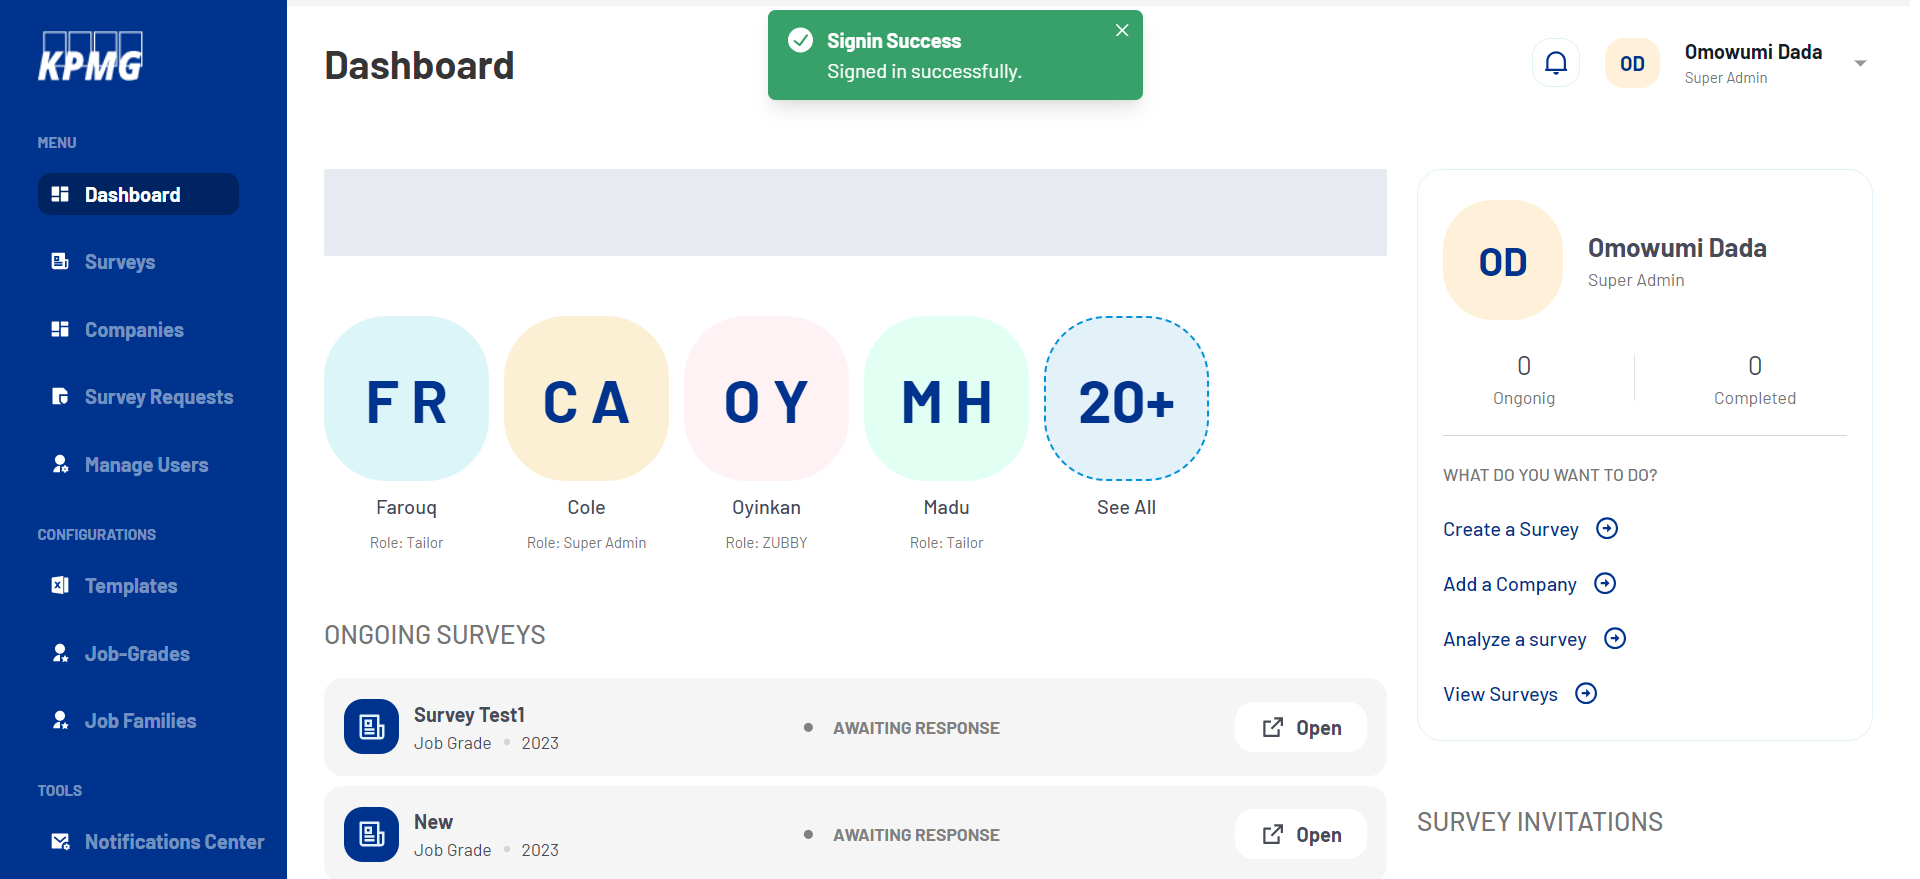 KPMG
MENU
Dashboard
Surveys
Companies
Survey Requests
Manage Users
CONFIGURATIONS
Templates
Job-Grades
Job Families
TOOLS
Notifications Center
Dashboard
Signin Success
Signed in successfully.
OD
Omowumi Dada
Super Admin
F R
C A
O Y
M H
20+
Farouq
Cole
Oyinkan
Madu
See All
Role: Tailor
Role: Super Admin
Role: ZUBBY
Role: Tailor
ONGOING SURVEYS
Survey Test1
Job Grade • 2023
AWAITING RESPONSE
Open
New
Job Grade • 2023
AWAITING RESPONSE
Open
OD
Omowumi Dada
Super Admin
0
Ongonig
0
Completed
WHAT DO YOU WANT TO DO?
Create a Survey
Add a Company
Analyze a survey
View Surveys
SURVEY INVITATIONS